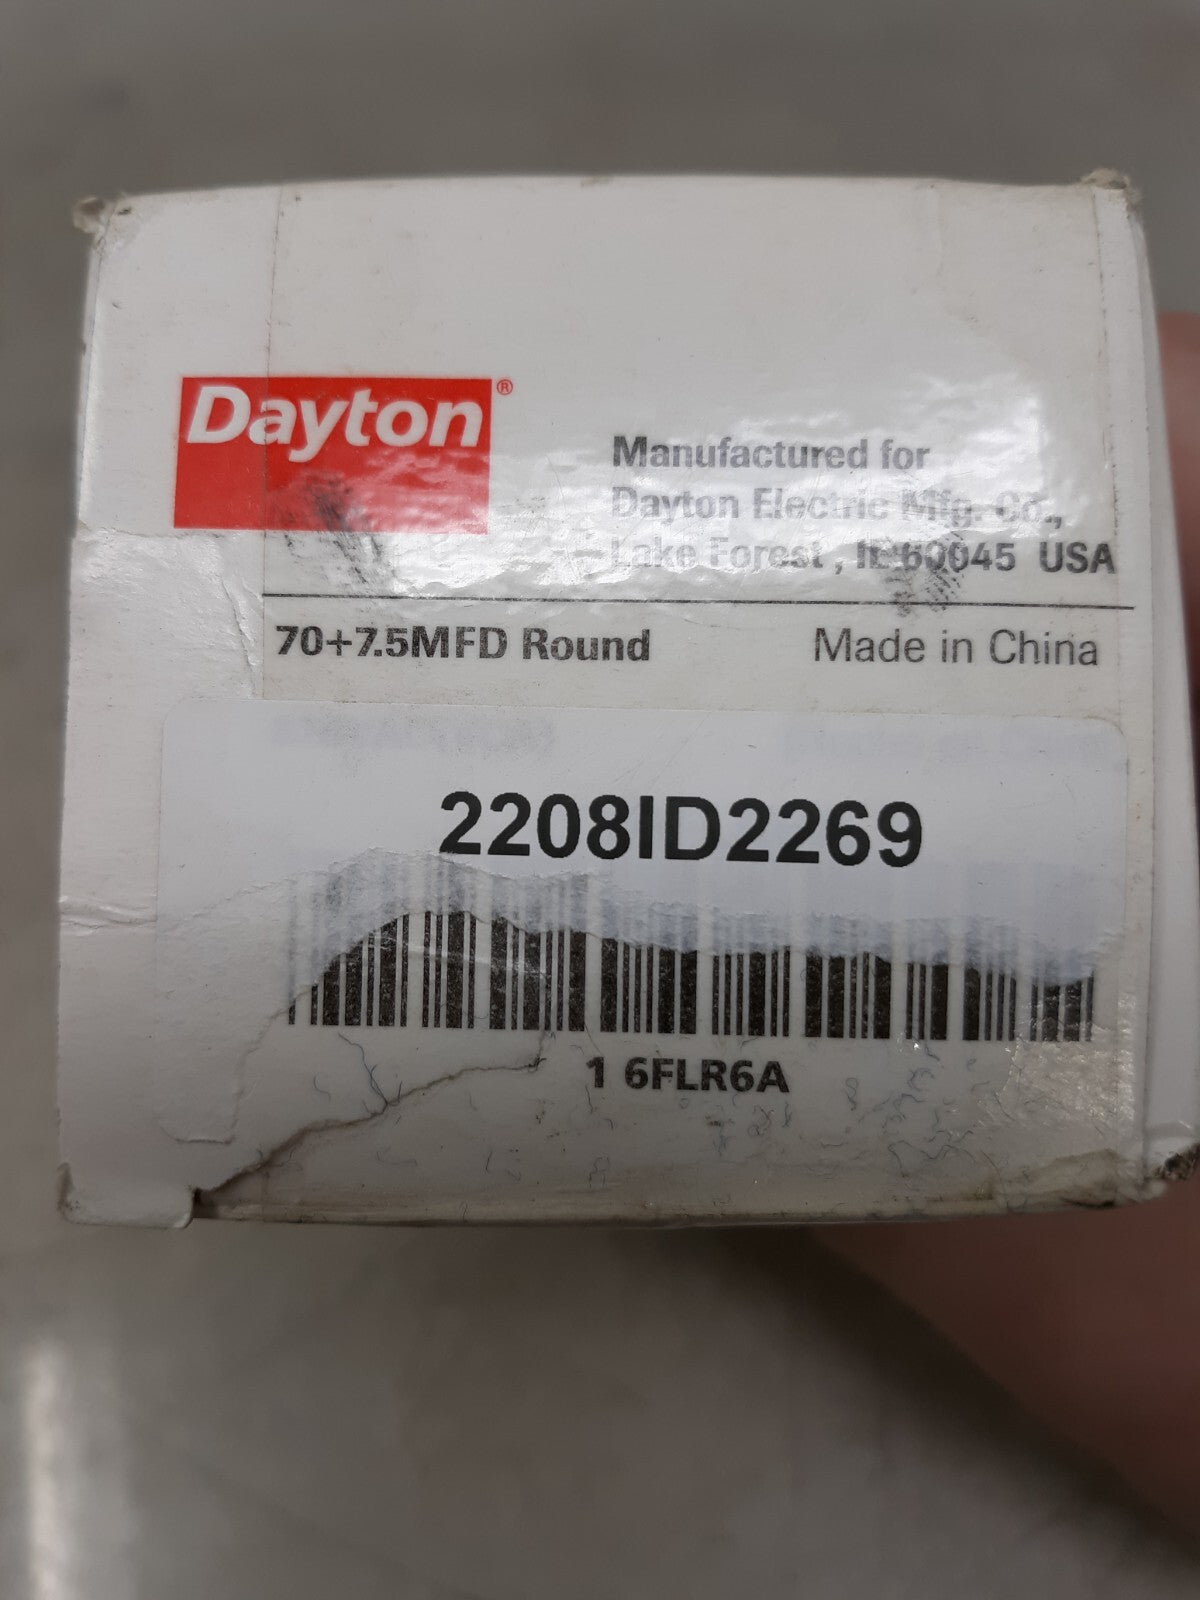 Dayton®
Manufactured for
Dayton Electric Mfg. Co.,
Lake Forest, IL 60045 USA
70+7.5MFD Round
Made in China
2208ID2269
1 6FLR6A